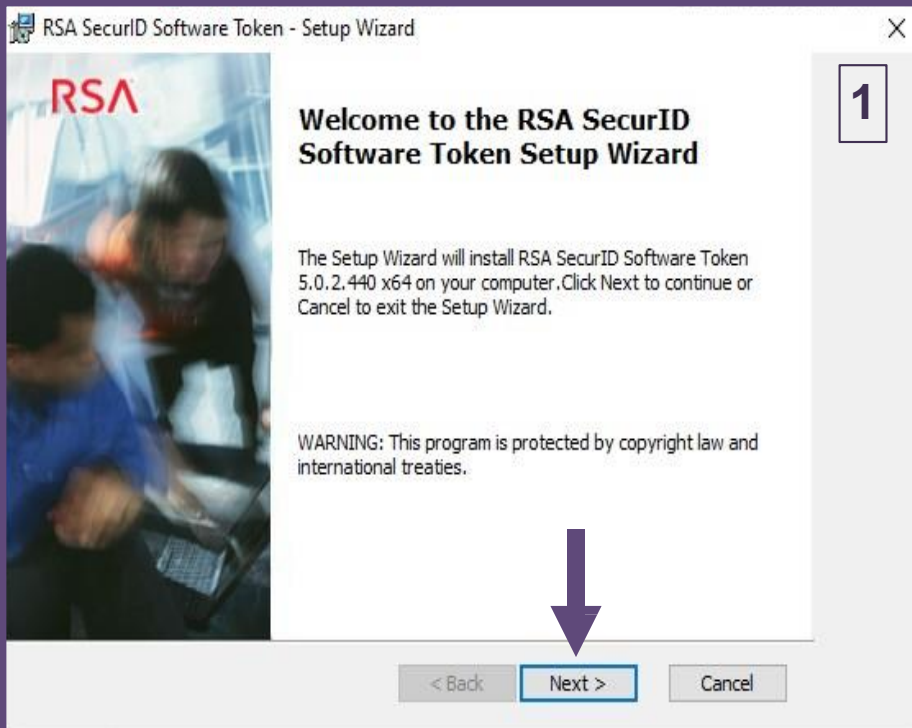 RSA SecurID Software Token - Setup Wizard
RSA
1
Welcome to the RSA SecurID
Software Token Setup Wizard
The Setup Wizard will install RSA SecurID Software Token
5.0.2.440 x64 on your computer.Click Next to continue or
Cancel to exit the Setup Wizard.
WARNING: This program is protected by copyright law and
international treaties.
< Back
Next >
Cancel